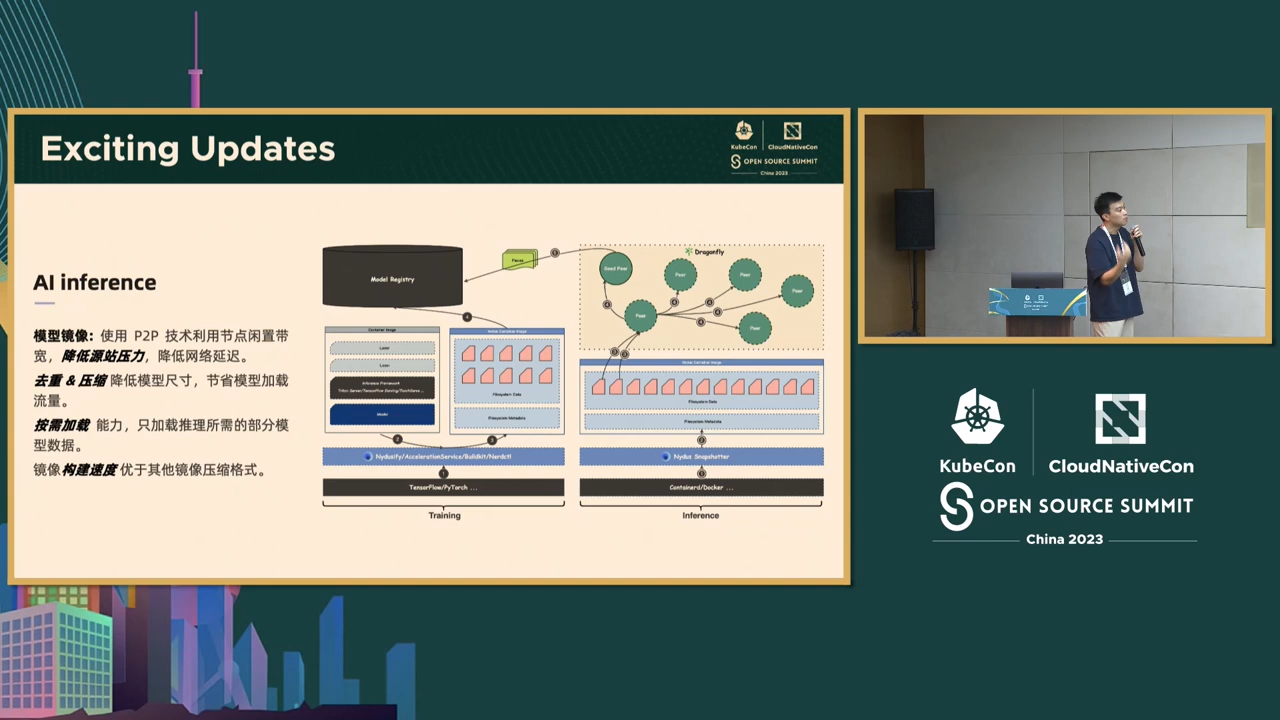 Exciting Updates
KubeCon
CloudNativeCon
OPEN SOURCE SUMMIT
China 2023
AI inference
模型镜像：使用 P2P 技术利用节点闲置带
宽，降低源站压力，降低网络延迟。
去重 & 压缩 降低模型尺寸，节省模型加载
流量。
按需加载 能力，只加载推理所需的部分模
型数据。
镜像构建速度优于其他镜像压缩格式。
Model Registry
Pieces
Container Image
Layer
Layer
Inference Framework
Triton Server/Tensorflow Serving/TorchServe ...
Model
Nydus Container Image
Filesystem Data
Filesystem Metadata
Nydusify/AccelerationService/Buildkit/Nerdctl
TensorFlow/PyTorch ...
Training
Dragonfly
Seed Peer
Peer
Peer
Peer
Peer
Peer
Nydus Container Image
Filesystem Data
Filesystem Metadata
Nydus Snapshotter
Containerd/Docker ...
Inference
KubeCon
CloudNativeCon
OPEN SOURCE SUMMIT
China 2023